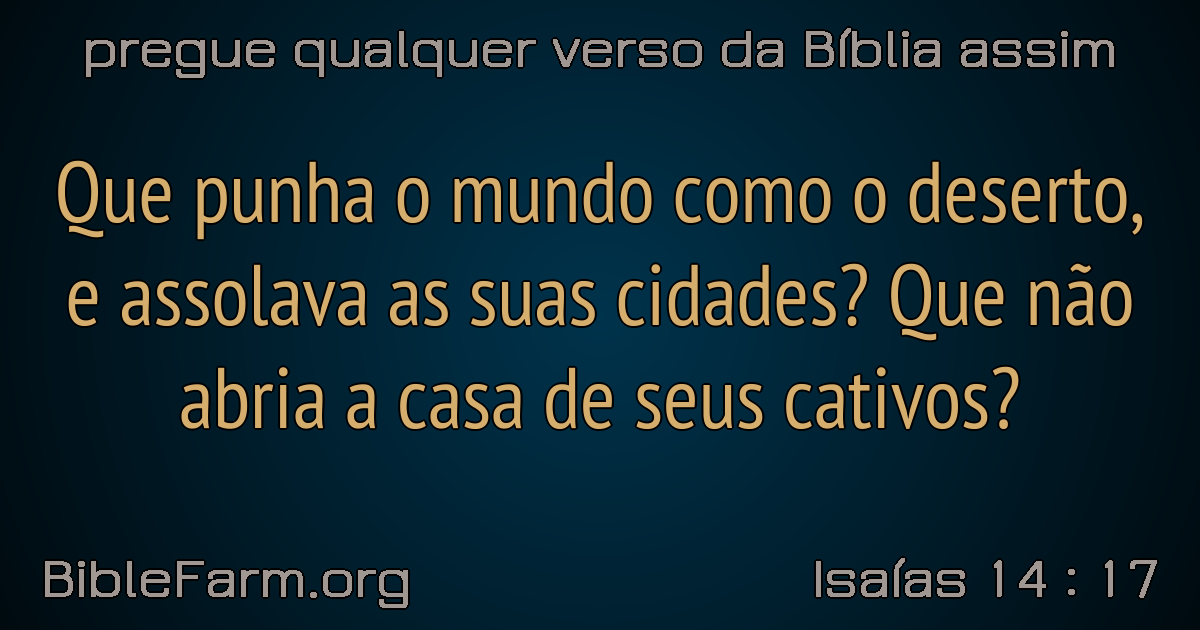 pregue qualquer verso da Bíblia assim
Que punha o mundo como o deserto,
e assolava as suas cidades? Que não
abria a casa de seus cativos?
BibleFarm.org
Isaías 14 : 17